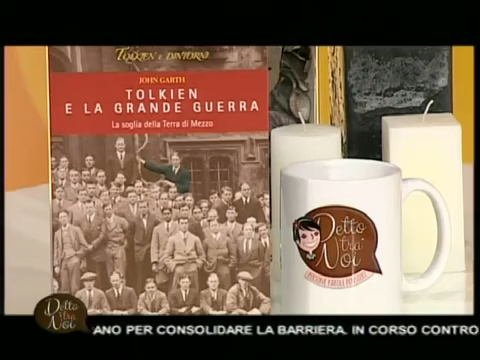 TOLKIEN E DINTORNI
JOHN GARTH
TOLKIEN
E LA GRANDE GUERRA
La soglia della Terra di Mezzo
Detto
tra
Noi
Detto
tra
Noi
ANO PER CONSOLIDARE LA BARRIERA. IN CORSO CONTRO